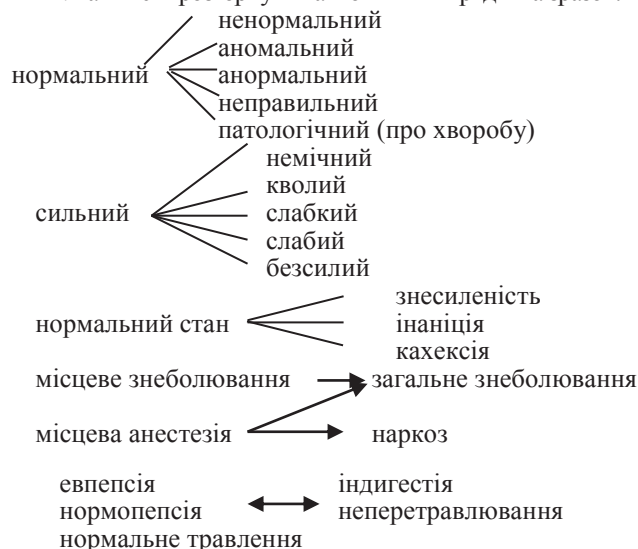 ненормальний
аномальний
нормальний анормальний
неправильний
патологічний (про хворобу)
немічний
кволий
сильний слабкий
слабий
безсилий
знесиленість
нормальний стан інаніція
кахексія
місцеве знеболювання загальне знеболювання
місцева анестезія наркоз
евпепсія індигестія
нормопепсія неперетравлювання
нормальне травлення